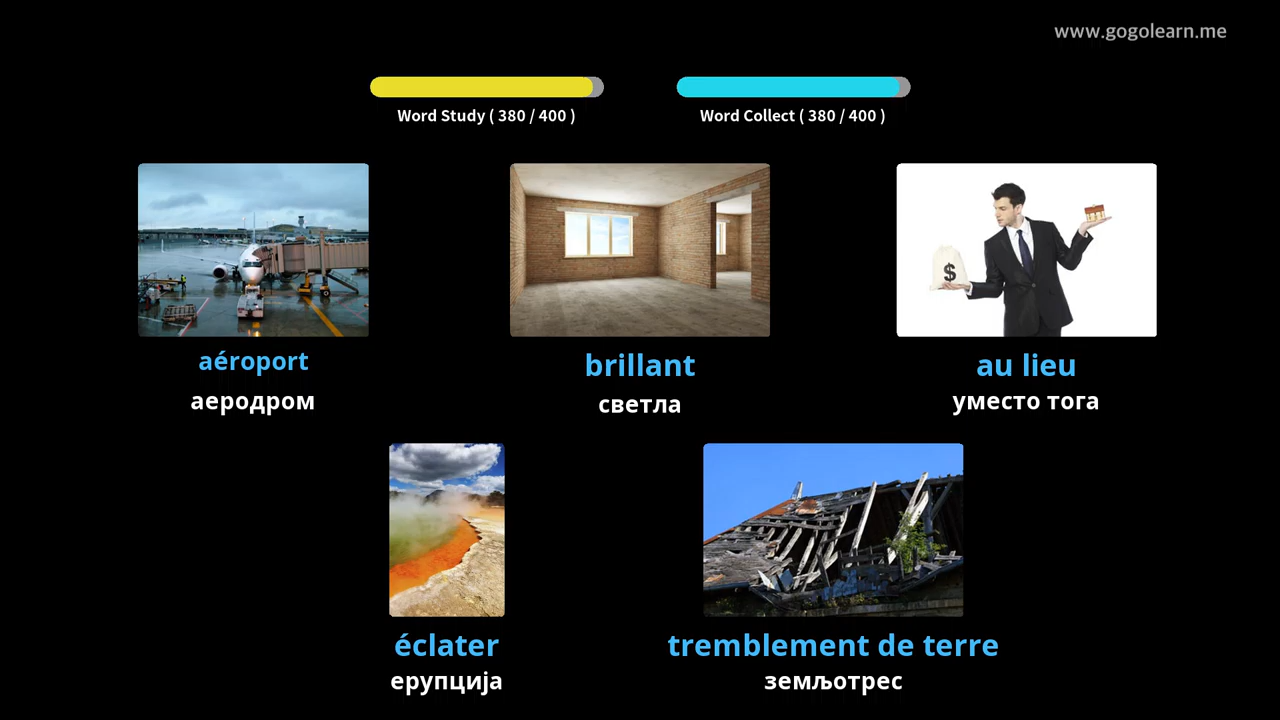 www.gogolearn.me
Word Study ( 380 / 400 )
Word Collect ( 380 / 400 )
aéroport
аеродром
brillant
светла
au lieu
уместо тога
$
éclater
ерупција
tremblement de terre
земљотрес